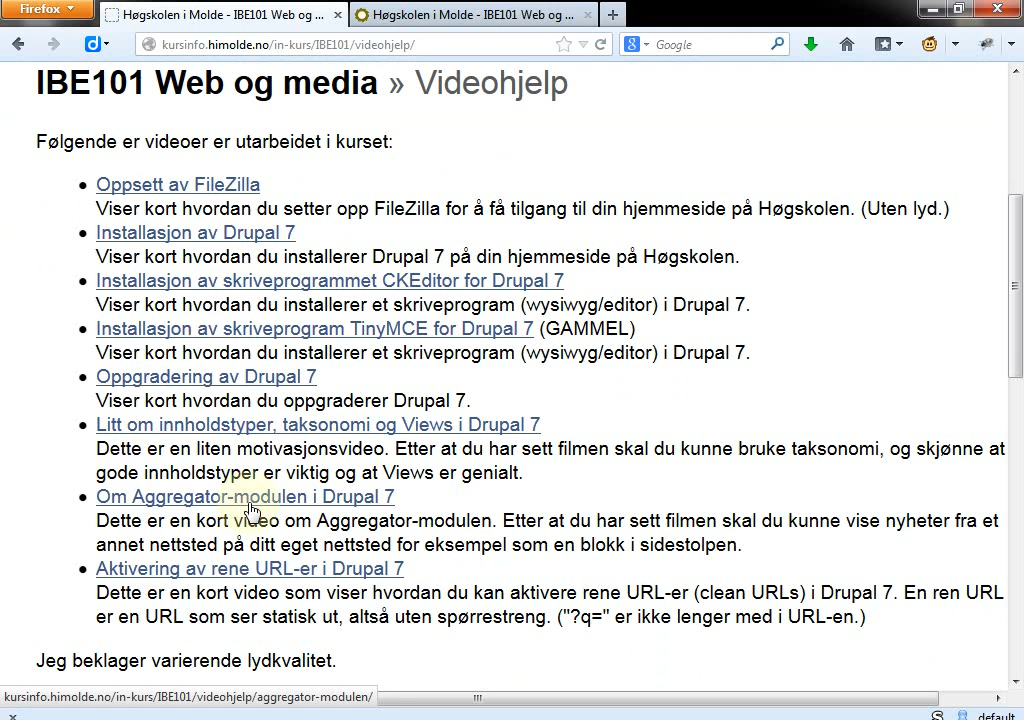 Firefox
Høgskolen i Molde - IBE101 Web og ...
Høgskolen i Molde - IBE101 Web og ...
kursinfo.himolde.no/in-kurs/IBE101/videohjelp/
Google
IBE101 Web og media » Videohjelp
Følgende er videoer er utarbeidet i kurset:
Oppsett av FileZilla
Viser kort hvordan du setter opp FileZilla for å få tilgang til din hjemmeside på Høgskolen. (Uten lyd.)
Installasjon av Drupal 7
Viser kort hvordan du installerer Drupal 7 på din hjemmeside på Høgskolen.
Installasjon av skriveprogrammet CKEditor for Drupal 7
Viser kort hvordan du installerer et skriveprogram (wysiwyg/editor) i Drupal 7.
Installasjon av skriveprogram TinyMCE for Drupal 7 (GAMMEL)
Viser kort hvordan du installerer et skriveprogram (wysiwyg/editor) i Drupal 7.
Oppgradering av Drupal 7
Viser kort hvordan du oppgraderer Drupal 7.
Litt om innholdstyper, taksonomi og Views i Drupal 7
Dette er en liten motivasjonsvideo. Etter at du har sett filmen skal du kunne bruke taksonomi, og skjønne at
gode innholdstyper er viktig og at Views er genialt.
Om Aggregator-modulen i Drupal 7
Dette er en kort video om Aggregator-modulen. Etter at du har sett filmen skal du kunne vise nyheter fra et
annet nettsted på ditt eget nettsted for eksempel som en blokk i sidestolpen.
Aktivering av rene URL-er i Drupal 7
Dette er en kort video som viser hvordan du kan aktivere rene URL-er (clean URLs) i Drupal 7. En ren URL
er en URL som ser statisk ut, altså uten spørrestreng. ("?q=" er ikke lenger med i URL-en.)
Jeg beklager varierende lydkvalitet.
kursinfo.himolde.no/in-kurs/IBE101/videohjelp/aggregator-modulen/
default